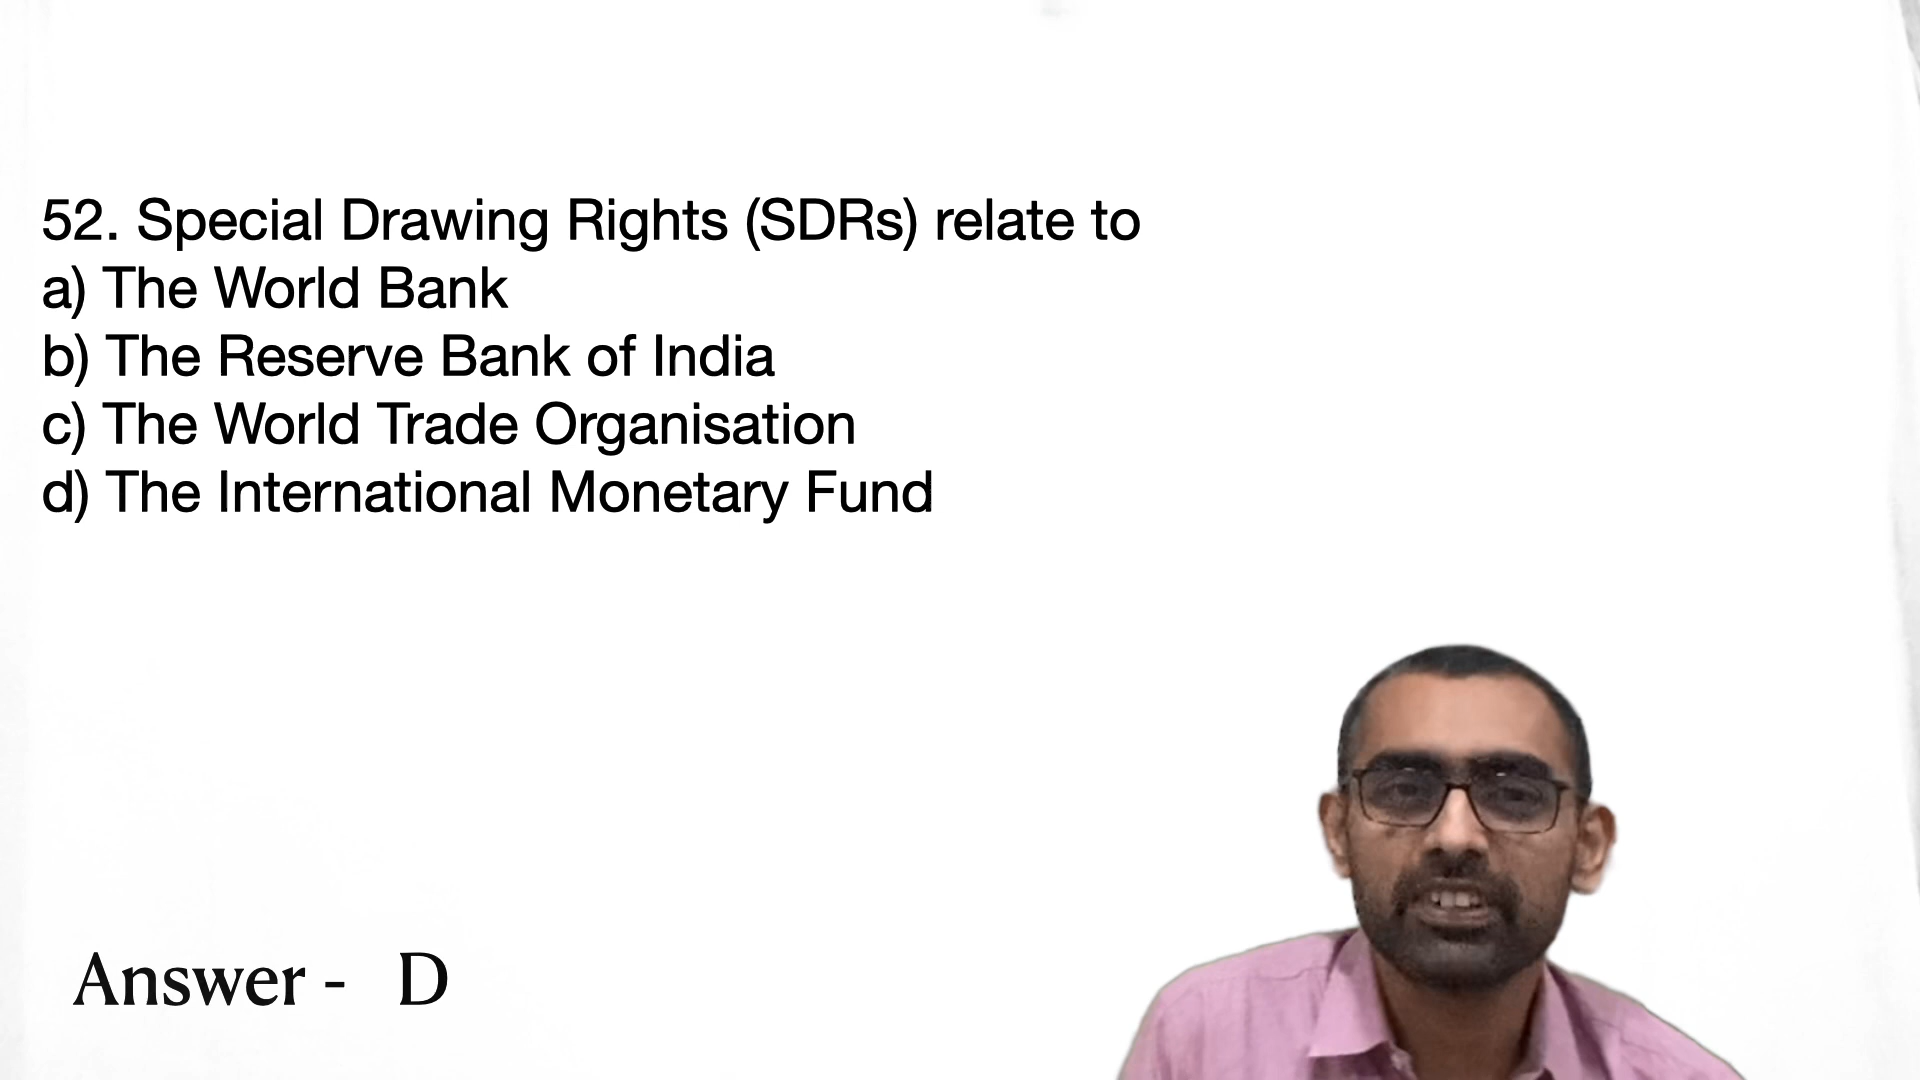 52. Special Drawing Rights (SDRs) relate to
a) The World Bank
b) The Reserve Bank of India
c) The World Trade Organisation
d) The International Monetary Fund
Answer - D